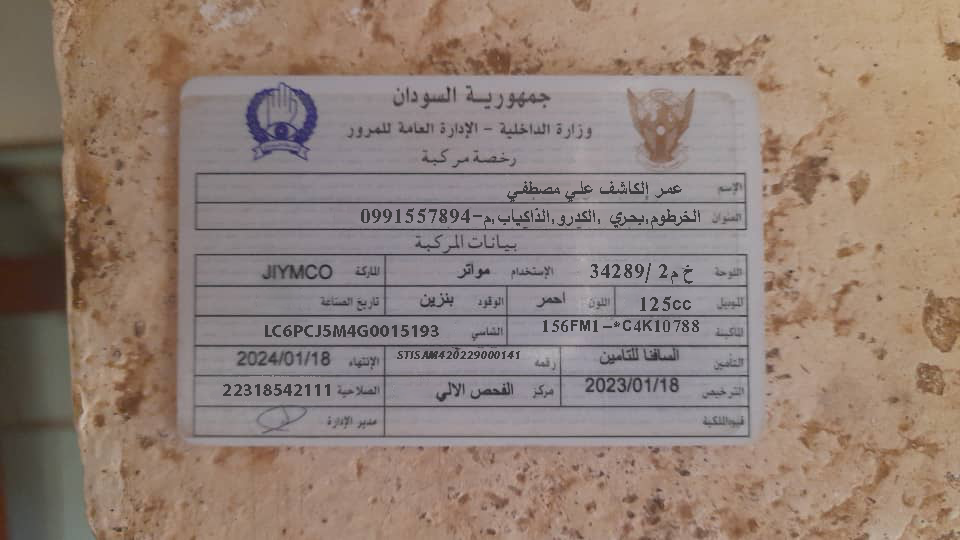 جمهورية السودان
وزارة الداخلية - الإدارة العامة للمرور
رخصة مركبة
الإسم عمر الكاشف علي مصطفي
العنوان الخرطوم,بحري ,الكدرو,الذاكياب,م-0991557894
بيانات المركبة
اللوحة خ م2 /34289 الإستخدام مواتر الماركة JIYMCO
الموديل 125cc اللون احمر الوقود بنزين تاريخ الصناعة
الماكينة 156FM1-*C4K10788 الشاسي LC6PCJ5M4G0015193
التأمين السافنا للتامين رقمه STISAM420229000141 الإنتهاء 2024/01/18
الترخيص 2023/01/18 مركز الفحص الالي الصلاحية 22318542111
قيودالملكية مدير الإدارة